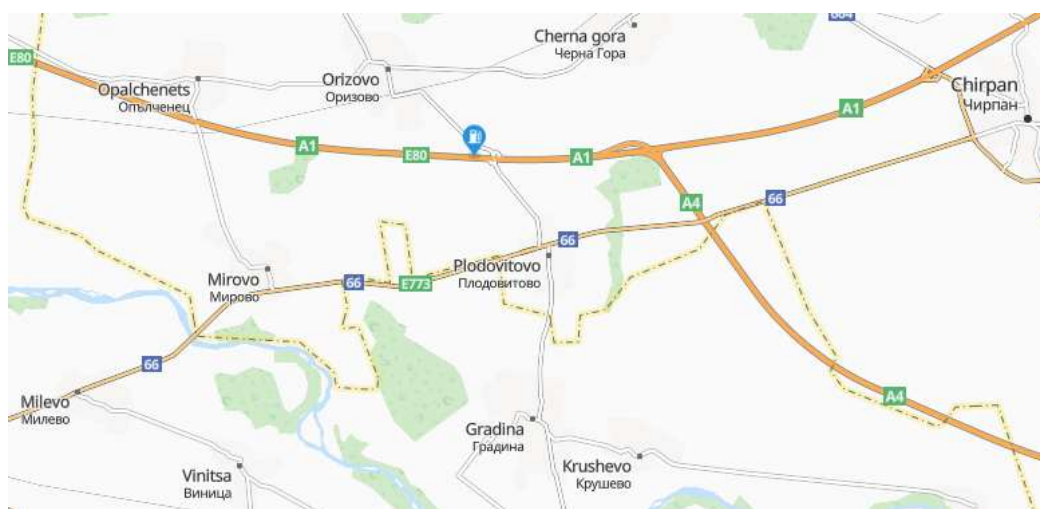 664
Cherna gora
Черна Гора
E80
Orizovo
Оризово
Opalchenets
Опълченец
Chirpan
Чирпан
A1
A1
E80
A1
A4
66
66
Plodovitovo
Плодовитово
Mirovo
Мирово
66
E773
66
A4
Milevo
Милево
Gradina
Градина
Krushevo
Крушево
Vinitsa
Виница